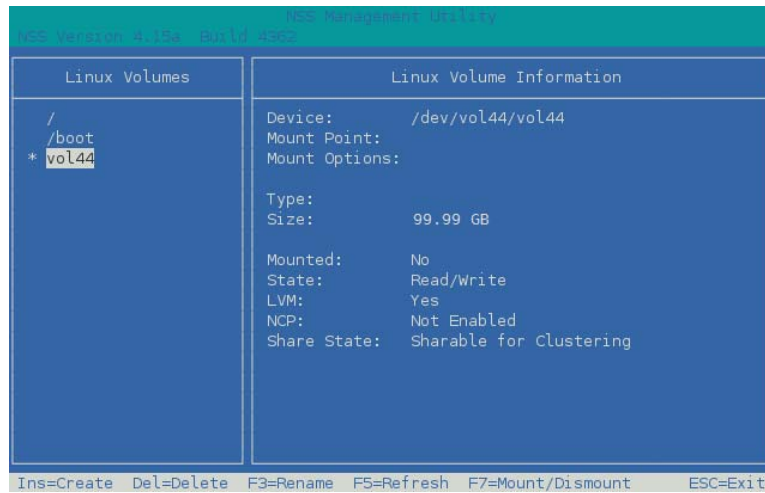 NSS Management Utility
NSS Version 4.15a Build 4362
Linux Volumes
/
/boot
* vol44
Linux Volume Information
Device: /dev/vol44/vol44
Mount Point:
Mount Options:
Type:
Size: 99.99 GB
Mounted: No
State: Read/Write
LVM: Yes
NCP: Not Enabled
Share State: Sharable for Clustering
Ins=Create Del=Delete F3=Rename F5=Refresh F7=Mount/Dismount ESC=Exit